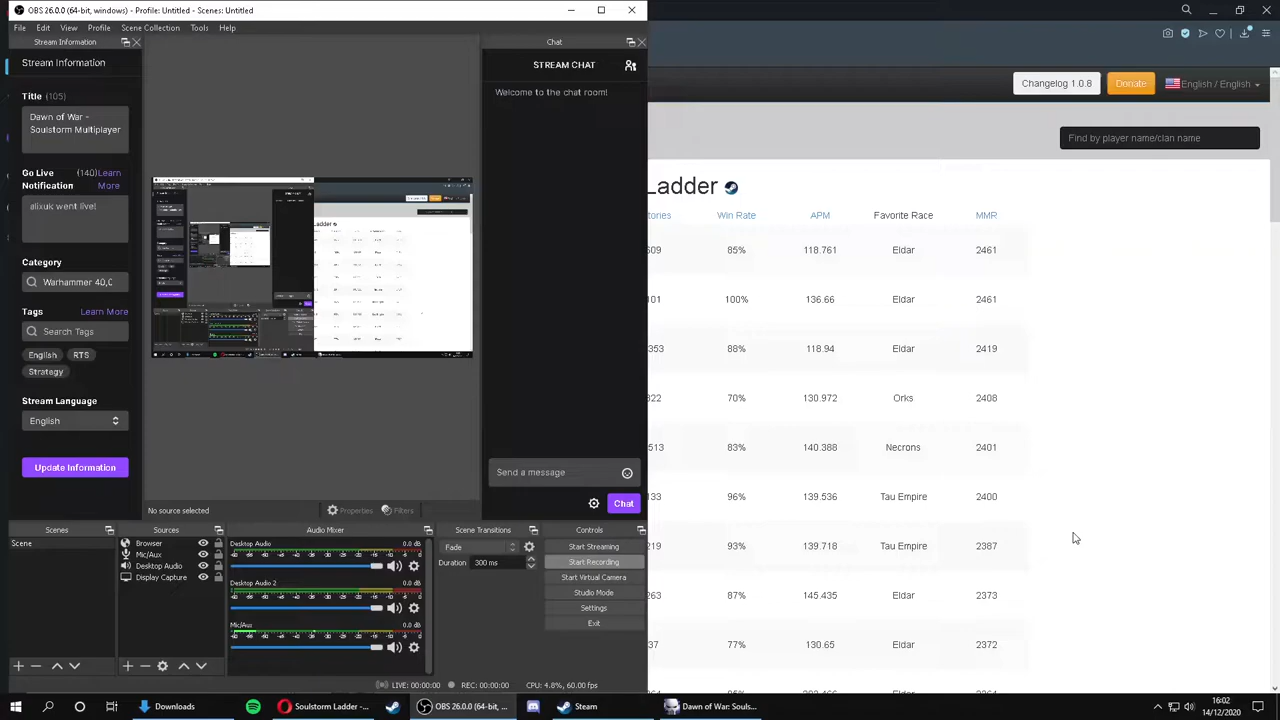 OBS 26.0.0 (64-bit, windows) - Profile: Untitled - Scenes: Untitled
File Edit View Profile Scene Collection Tools Help
Stream Information
Stream Information
Title (105)
Dawn of War -
Soulstorm Multiplayer
Go Live (140) Learn
Notification More
alixuk went live!
Category
Warhammer 40,0
Tags Learn More
Search Tags
English RTS
Strategy
Stream Language
English
Update Information
Chat
STREAM CHAT
Welcome to the chat room!
Send a message
Chat
No source selected
Properties Filters
Scenes
Scene
Sources
Browser
Mic/Aux
Desktop Audio
Display Capture
Audio Mixer
Desktop Audio 0.0 dB
Desktop Audio 2 0.0 dB
Mic/Aux 0.0 dB
Scene Transitions
Fade
Duration 300 ms
Controls
Start Streaming
Start Recording
Start Virtual Camera
Studio Mode
Settings
Exit
LIVE: 00:00:00 REC: 00:00:00 CPU: 4.8%, 60.00 fps
Changelog 1.0.8 Donate English / English
Find by player name/clan name
Ladder
tories Win Rate APM Favorite Race MMR
509 85% 118.761 Eldar 2461
101 100% 136.66 Eldar 2461
353 88% 118.94 Eldar 2419
322 70% 130.972 Orks 2408
513 83% 140.388 Necrons 2401
133 96% 139.536 Tau Empire 2400
219 93% 139.718 Tau Empire 2387
263 87% 145.435 Eldar 2373
37 77% 130.65 Eldar 2372
Downloads Soulstorm Ladder -... OBS 26.0.0 (64-bit, ... Steam Dawn of War: Souls...
16:02
14/12/2020